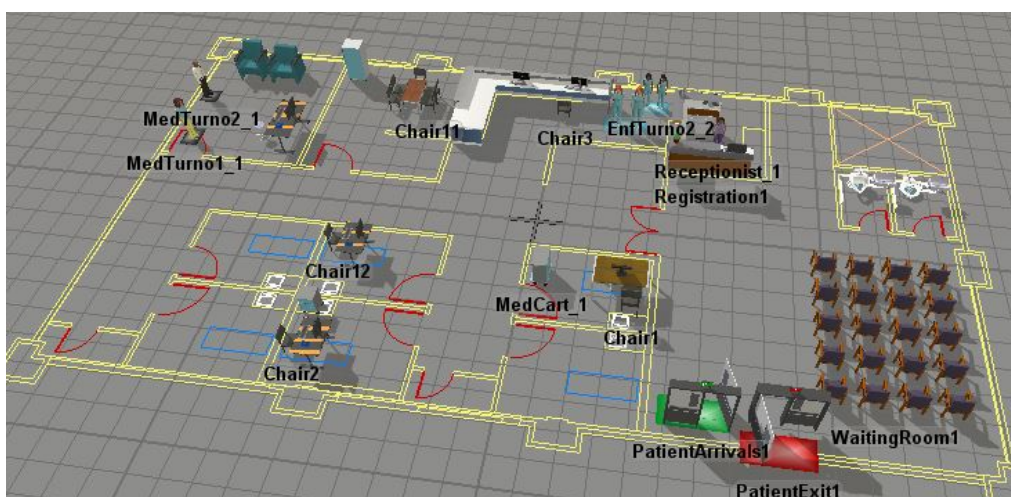 MedTurno2_1
MedTurno1_1
Chair11
Chair3
EnfTurno2_2
Receptionist_1
Registration1
Chair12
MedCart_1
Chair1
Chair2
PatientArrivals1
WaitingRoom1
PatientExit1